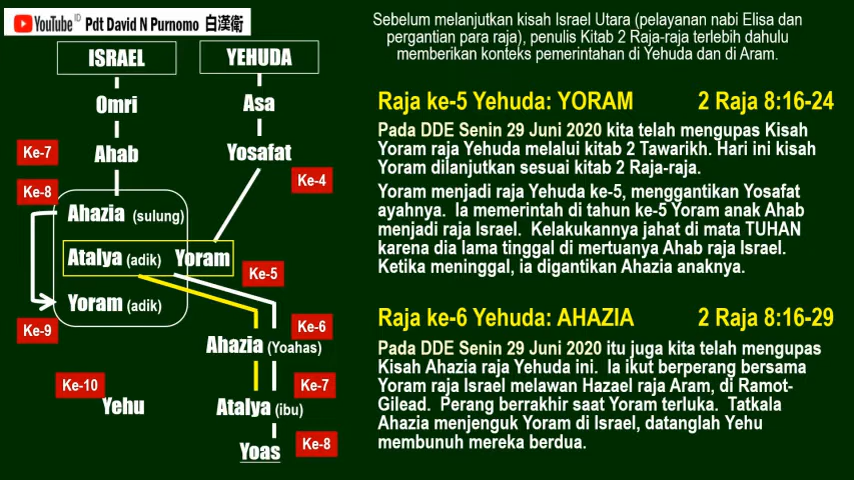 YouTube ID Pdt David N Purnomo 白漢衛
ISRAEL
YEHUDA
Omri
Asa
Ke-7
Ahab
Yosafat
Ke-4
Ke-8
Ahazia (sulung)
Atalya (adik) Yoram
Ke-5
Yoram (adik)
Ke-9
Ke-6
Ahazia (Yoahas)
Ke-10
Yehu
Ke-7
Atalya (ibu)
Ke-8
Yoas
Sebelum melanjutkan kisah Israel Utara (pelayanan nabi Elisa dan
pergantian para raja), penulis Kitab 2 Raja-raja terlebih dahulu
memberikan konteks pemerintahan di Yehuda dan di Aram.
Raja ke-5 Yehuda: YORAM 2 Raja 8:16-24
Pada DDE Senin 29 Juni 2020 kita telah mengupas Kisah
Yoram raja Yehuda melalui kitab 2 Tawarikh. Hari ini kisah
Yoram dilanjutkan sesuai kitab 2 Raja-raja.
Yoram menjadi raja Yehuda ke-5, menggantikan Yosafat
ayahnya. Ia memerintah di tahun ke-5 Yoram anak Ahab
menjadi raja Israel. Kelakukannya jahat di mata TUHAN
karena dia lama tinggal di mertuanya Ahab raja Israel.
Ketika meninggal, ia digantikan Ahazia anaknya.
Raja ke-6 Yehuda: AHAZIA 2 Raja 8:16-29
Pada DDE Senin 29 Juni 2020 itu juga kita telah mengupas
Kisah Ahazia raja Yehuda ini. Ia ikut berperang bersama
Yoram raja Israel melawan Hazael raja Aram, di Ramot-
Gilead. Perang berrakhir saat Yoram terluka. Tatkala
Ahazia menjenguk Yoram di Israel, datanglah Yehu
membunuh mereka berdua.